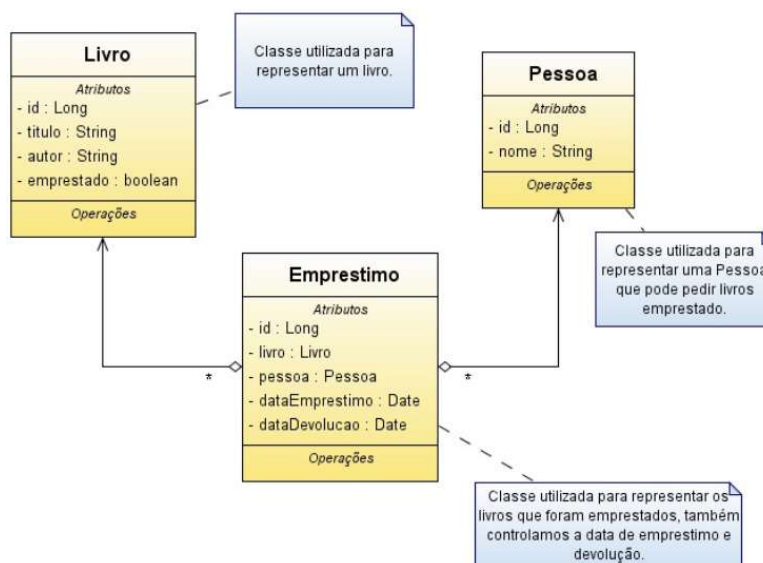 Livro
Atributos
- id : Long
- titulo : String
- autor : String
- emprestado : boolean
Operações
Classe utilizada para
representar um livro.
Pessoa
Atributos
- id : Long
- nome : String
Operações
Classe utilizada para
representar uma Pessoa
que pode pedir livros
emprestado.
Emprestimo
Atributos
- id : Long
- livro : Livro
- pessoa : Pessoa
- dataEmprestimo : Date
- dataDevolucao : Date
Operações
*
*
Classe utilizada para representar os
livros que foram emprestados, também
controlamos a data de emprestimo e
devolução.